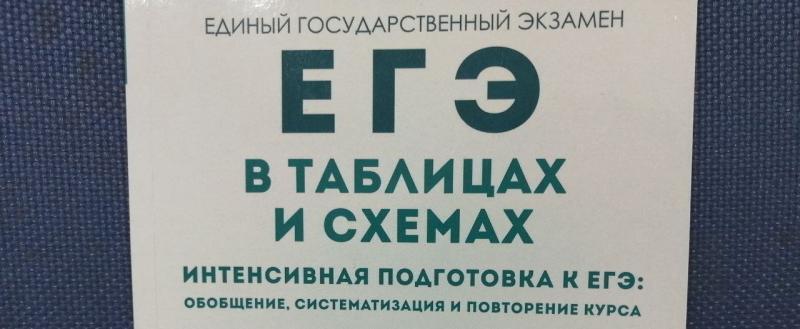 ЕДИНЫЙ ГОСУДАРСТВЕННЫЙ ЭКЗАМЕН
ЕГЭ
В ТАБЛИЦАХ
И СХЕМАХ
ИНТЕНСИВНАЯ ПОДГОТОВКА К ЕГЭ:
ОБОБЩЕНИЕ, СИСТЕМАТИЗАЦИЯ И ПОВТОРЕНИЕ КУРСА